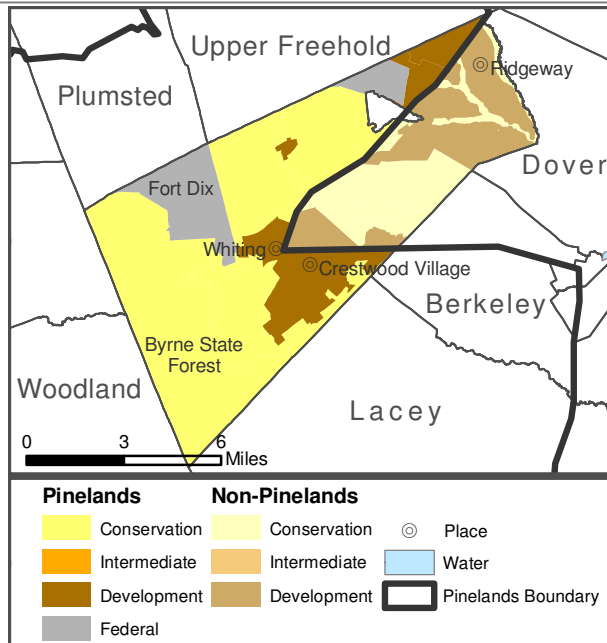 Upper Freehold
Plumsted
Ridgeway
Dover
Fort Dix
Whiting
Crestwood Village
Berkeley
Byrne State
Forest
Woodland
Lacey
0 3 6
Miles
Pinelands Non-Pinelands
Conservation Conservation Place
Intermediate Intermediate Water
Development Development Pinelands Boundary
Federal